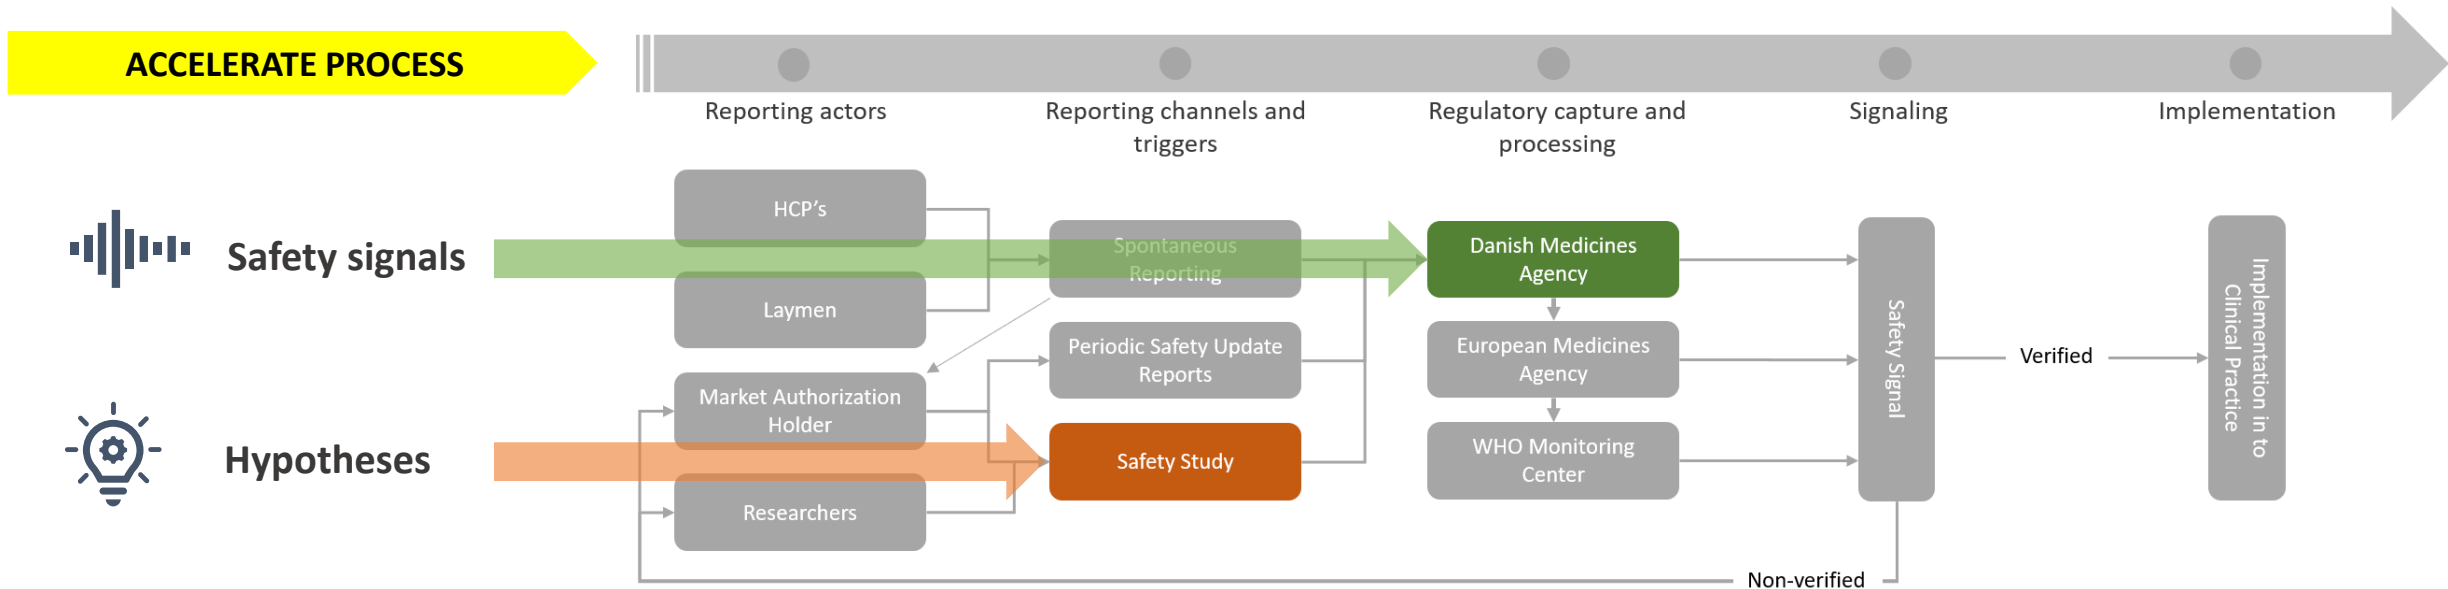 ACCELERATE PROCESS
Reporting actors
Reporting channels and
triggers
Regulatory capture and
processing
Signaling
Implementation
Safety signals
HCP's
Laymen
Spontaneous
Reporting
Danish Medicines
Agency
Periodic Safety Update
Reports
European Medicines
Agency
Hypotheses
Market Authorization
Holder
Researchers
Safety Study
WHO Monitoring
Center
Safety Signal
Verified
Implementation in to
Clinical Practice
Non-verified